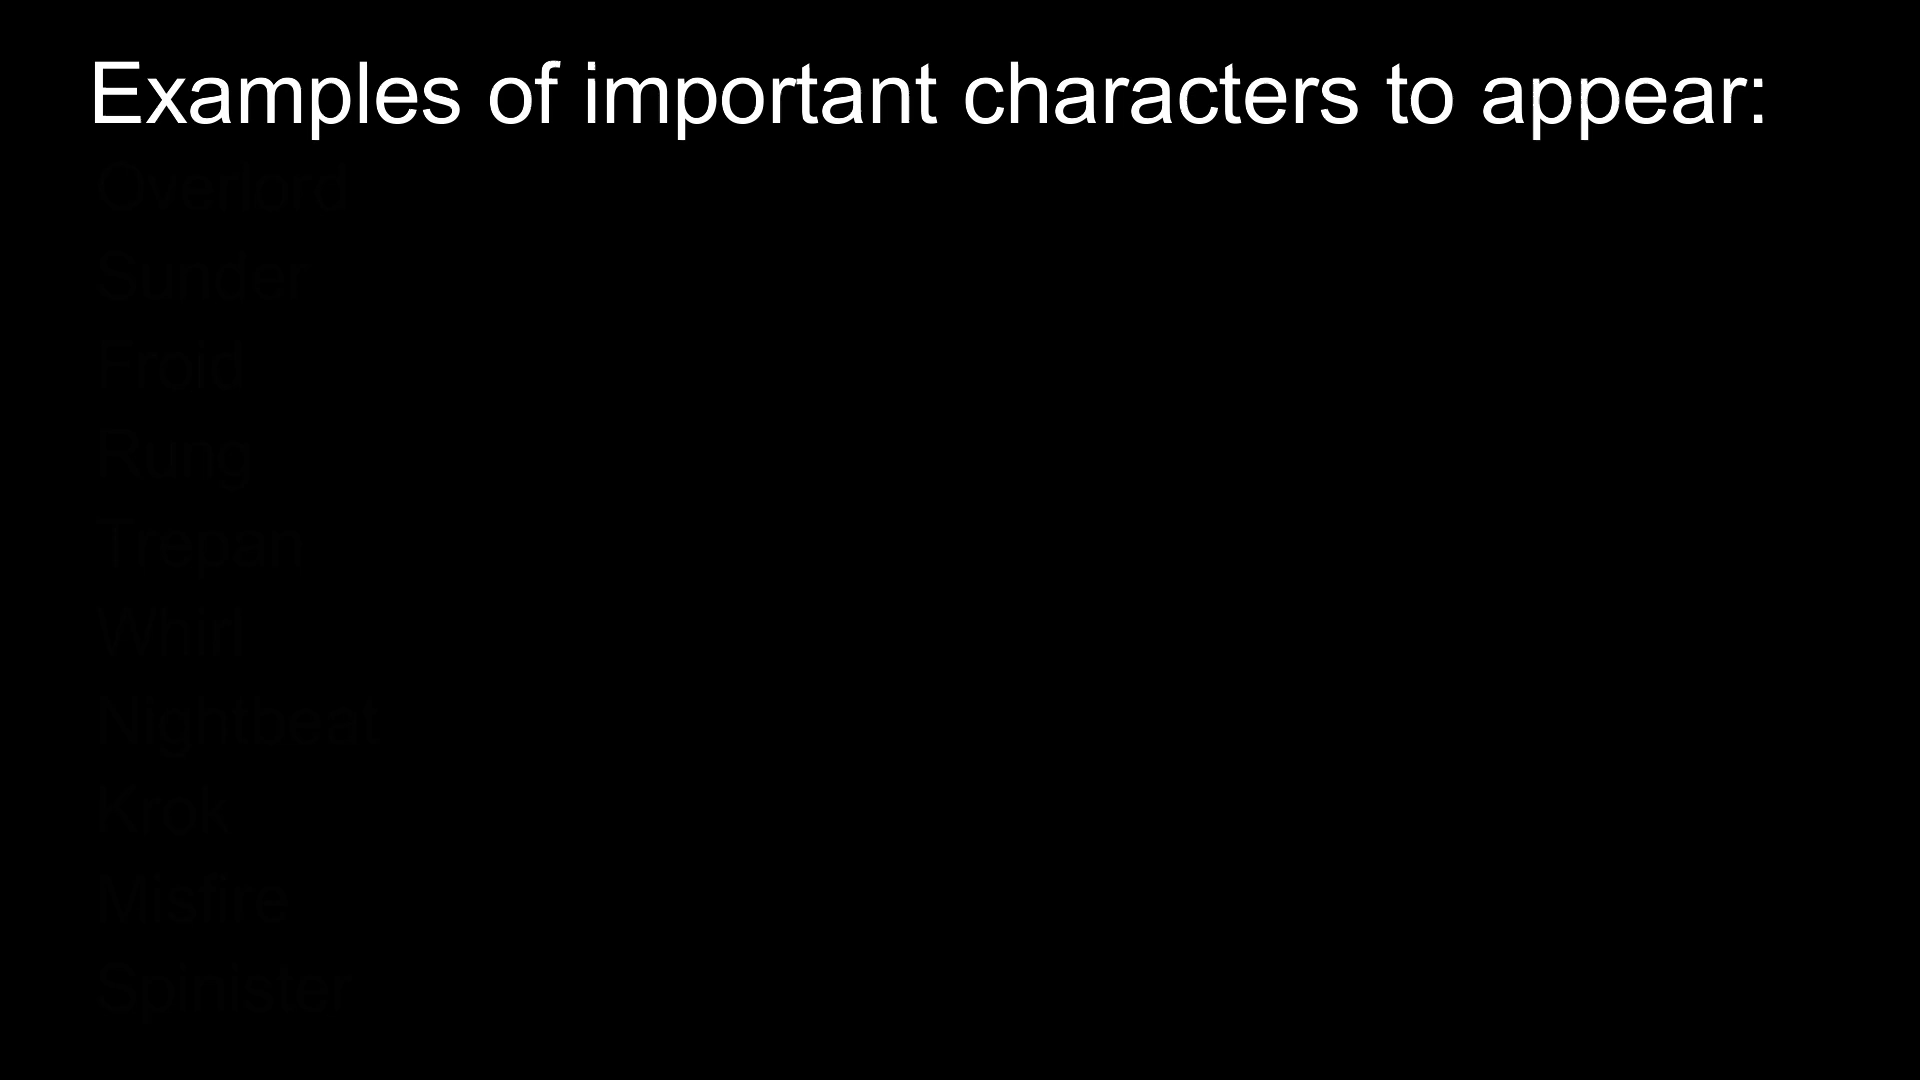 Examples of important characters to appear:
Overlord
Sunder
Froid
Rung
Trepan
Whirl
Nightbeat
Krok
Misfire
Spinister